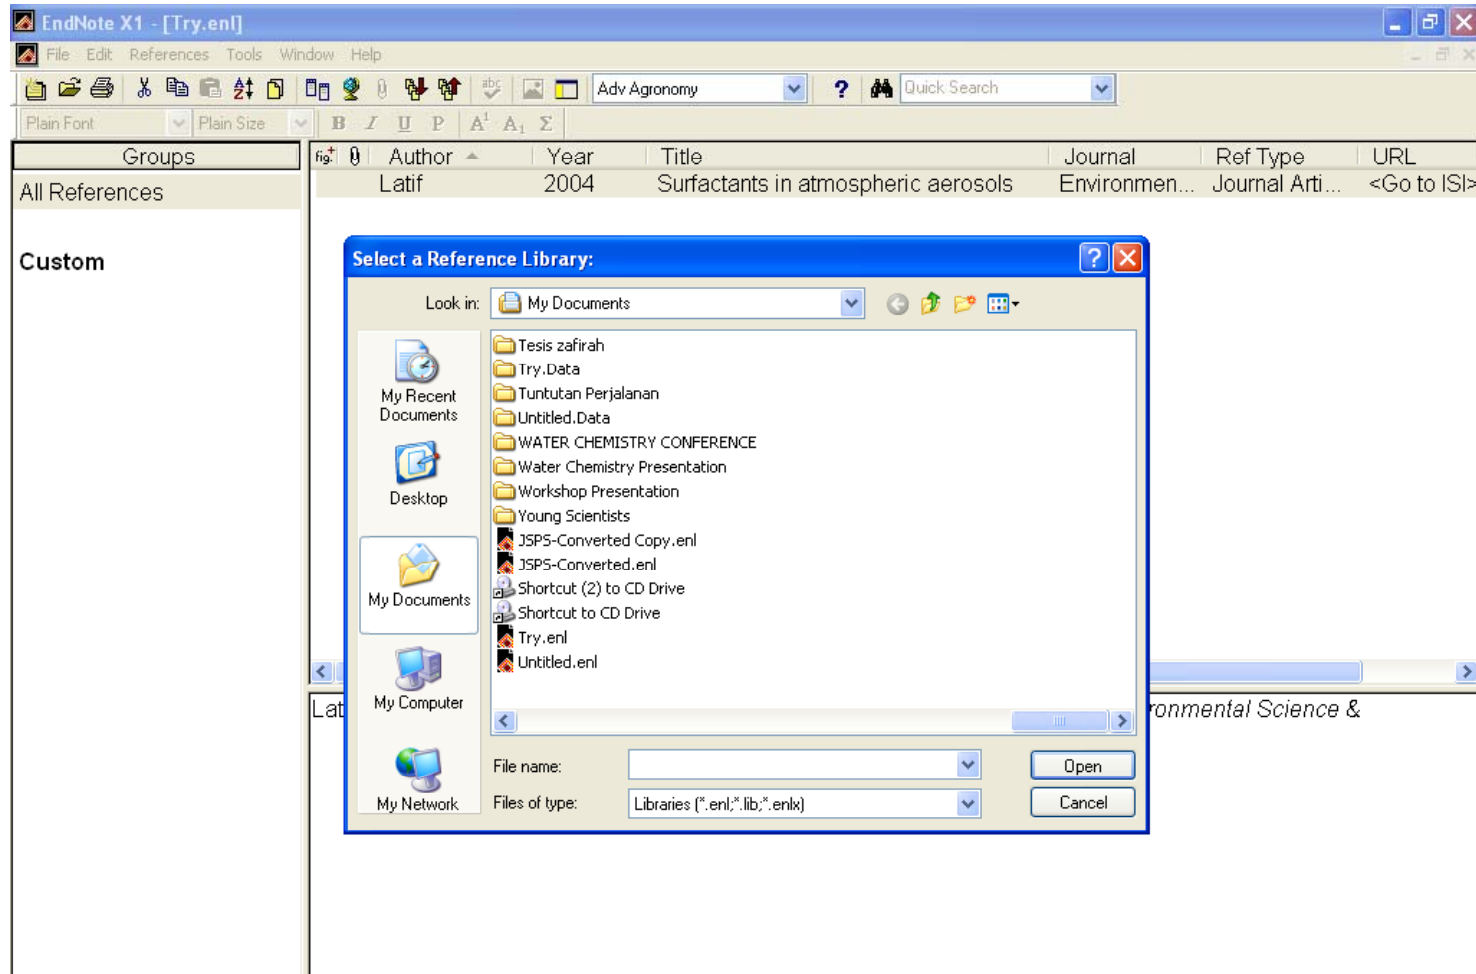 EndNote X1 - [Try.enl]
File Edit References Tools Window Help
Adv Agronomy ? Quick Search
Plain Font Plain Size B I U P A¹ A₁ Σ
Groups
fig. Author Year Title Journal Ref Type URL
All References
Latif 2004 Surfactants in atmospheric aerosols Environmen... Journal Arti... <Go to ISI>
Custom
Select a Reference Library:
Look in: My Documents
My Recent Documents
Desktop
My Documents
My Computer
My Network
Tesis zafirah
Try.Data
Tuntutan Perjalanan
Untitled.Data
WATER CHEMISTRY CONFERENCE
Water Chemistry Presentation
Workshop Presentation
Young Scientists
JSPS-Converted Copy.enl
JSPS-Converted.enl
Shortcut (2) to CD Drive
Shortcut to CD Drive
Try.enl
Untitled.enl
File name: Open
Files of type: Libraries (*.enl;*.lib;*.enlx) Cancel
Lat ronmental Science &